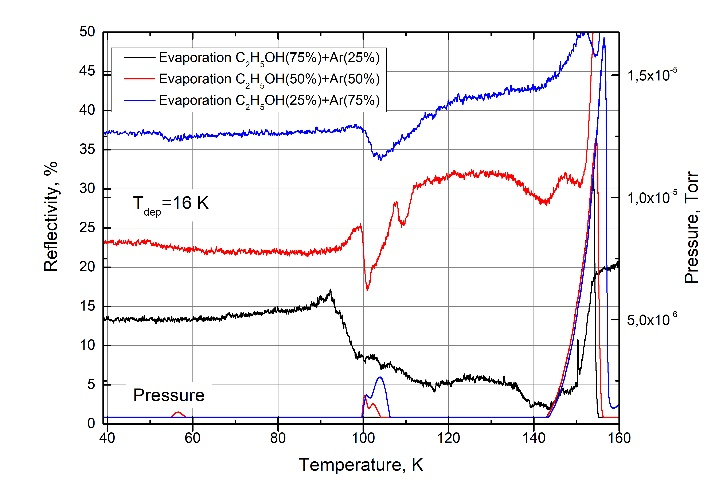 50
45
40
35
30
25
20
15
10
5
0
Reflectivity, %
Evaporation C₂H₅OH(75%)+Ar(25%)
Evaporation C₂H₅OH(50%)+Ar(50%)
Evaporation C₂H₅OH(25%)+Ar(75%)
T_dep=16 K
Pressure
1,5x10⁻⁵
1,0x10⁻⁵
5,0x10⁻⁶
Pressure, Torr
40 60 80 100 120 140 160
Temperature, K